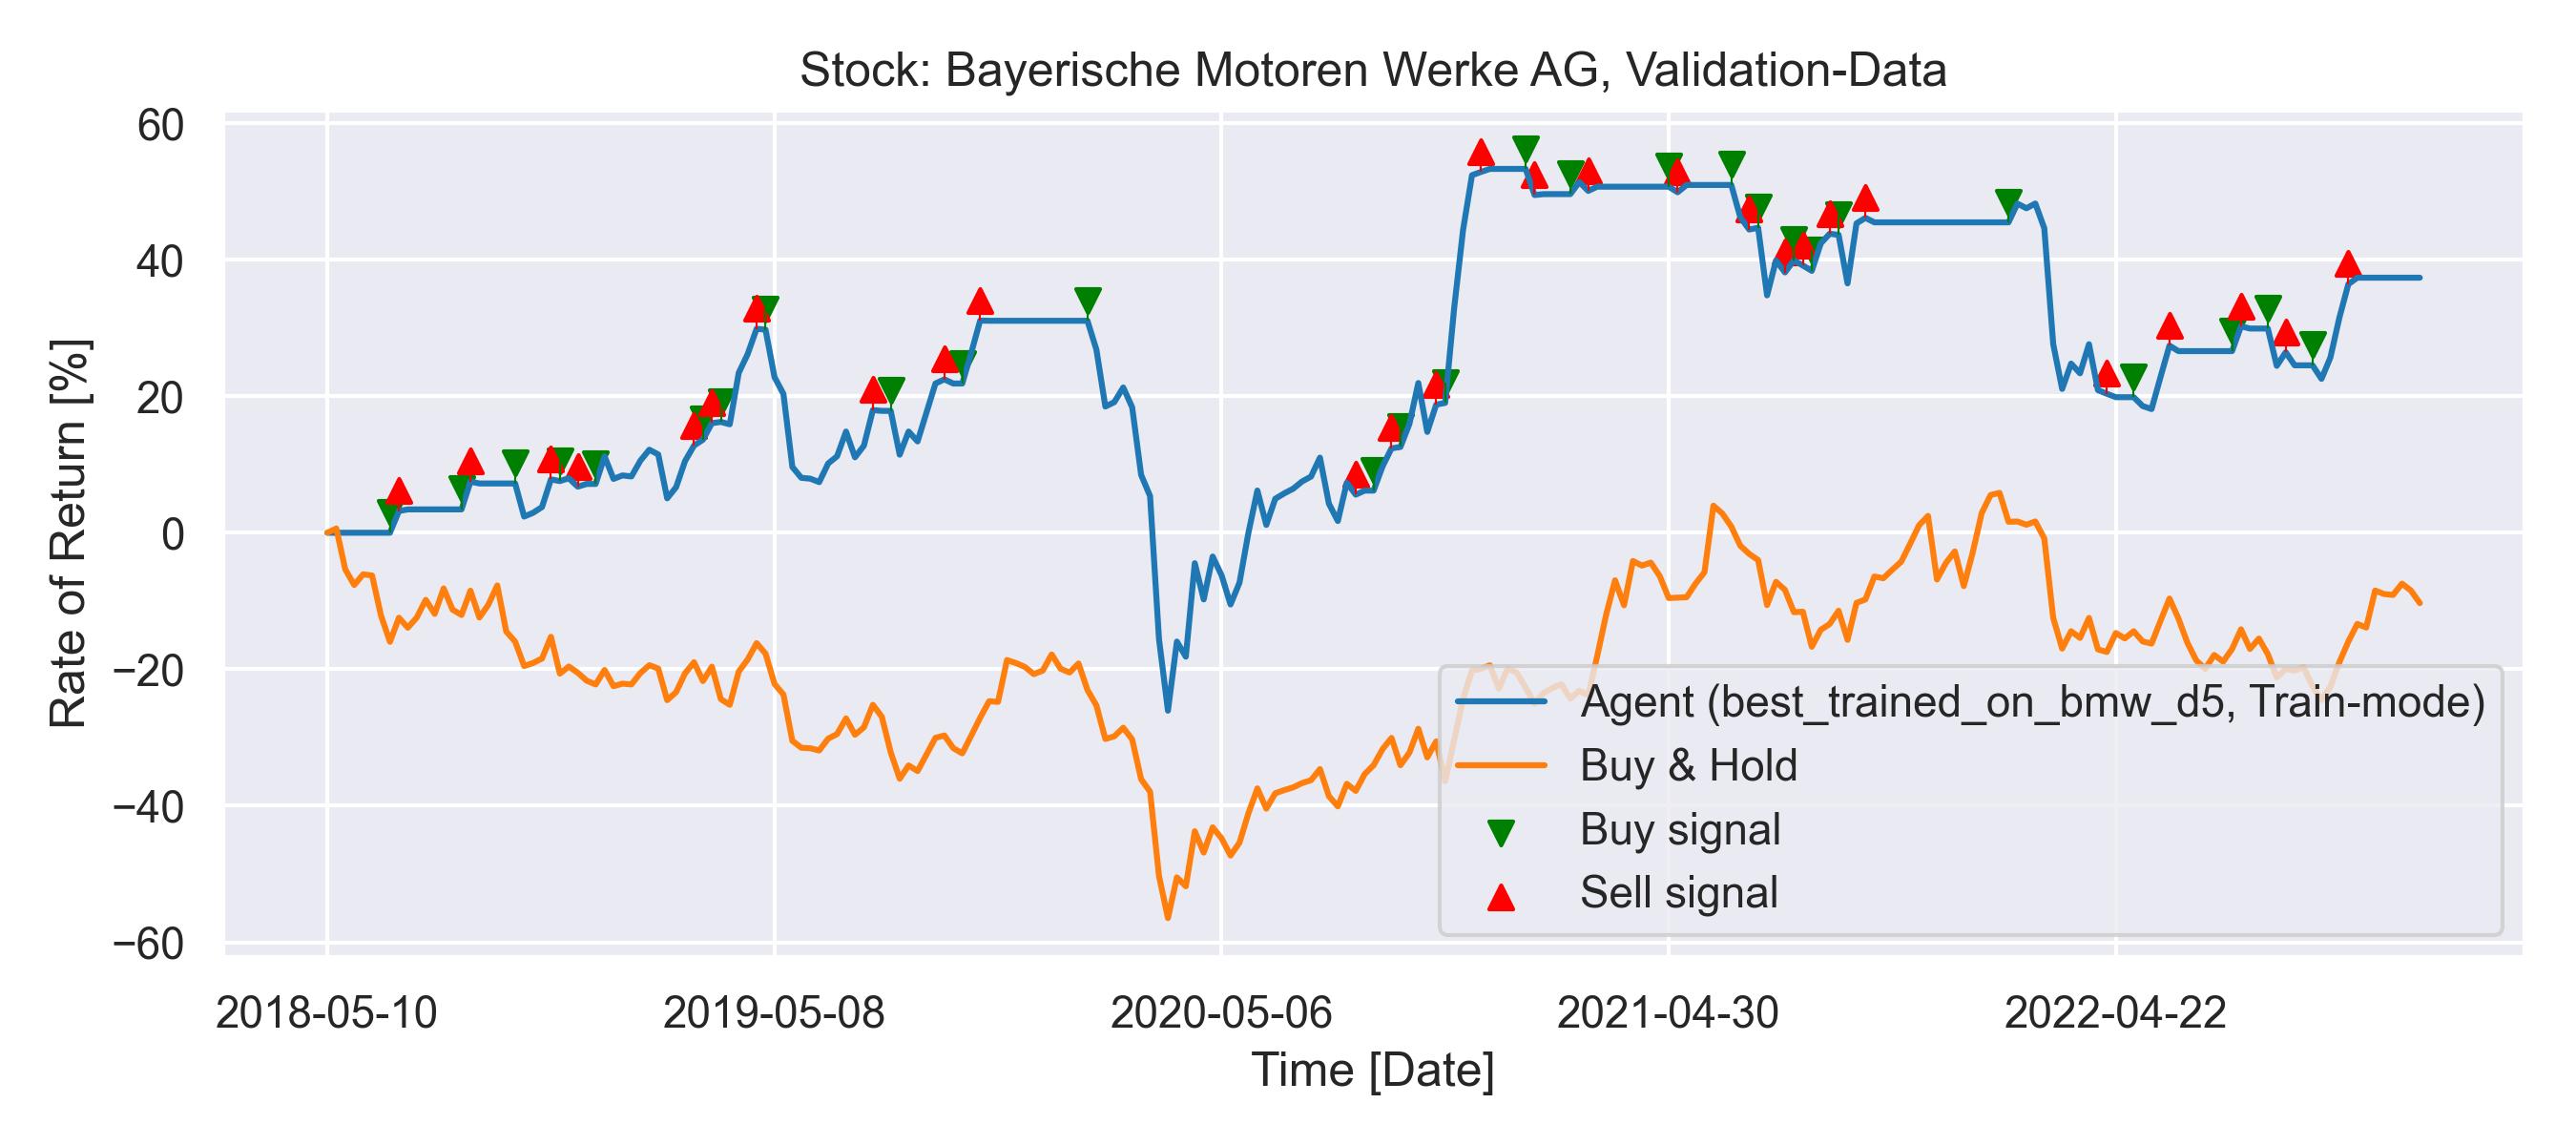 Stock: Bayerische Motoren Werke AG, Validation-Data
Rate of Return [%]
60
40
20
0
−20
−40
−60
Agent (best_trained_on_bmw_d5, Train-mode)
Buy & Hold
Buy signal
Sell signal
2018-05-10 2019-05-08 2020-05-06 2021-04-30 2022-04-22
Time [Date]